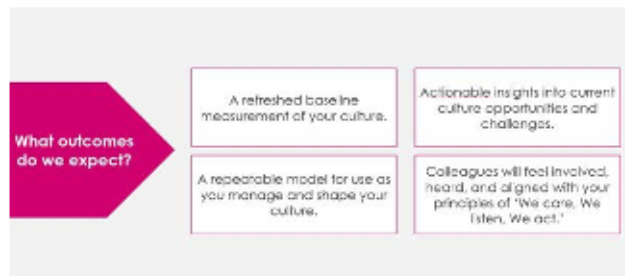 What outcomes
do we expect?
A refreshed baseline
measurement of your culture.
Actionable insights into current
culture opportunities and
challenges.
A repeatable model for use as
you manage and shape your
culture.
Colleagues will feel involved,
heard, and aligned with your
principles of 'We care, We
listen, We act.'